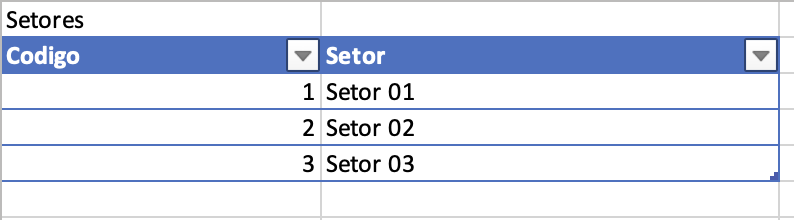 Setores
Codigo Setor
1 Setor 01
2 Setor 02
3 Setor 03